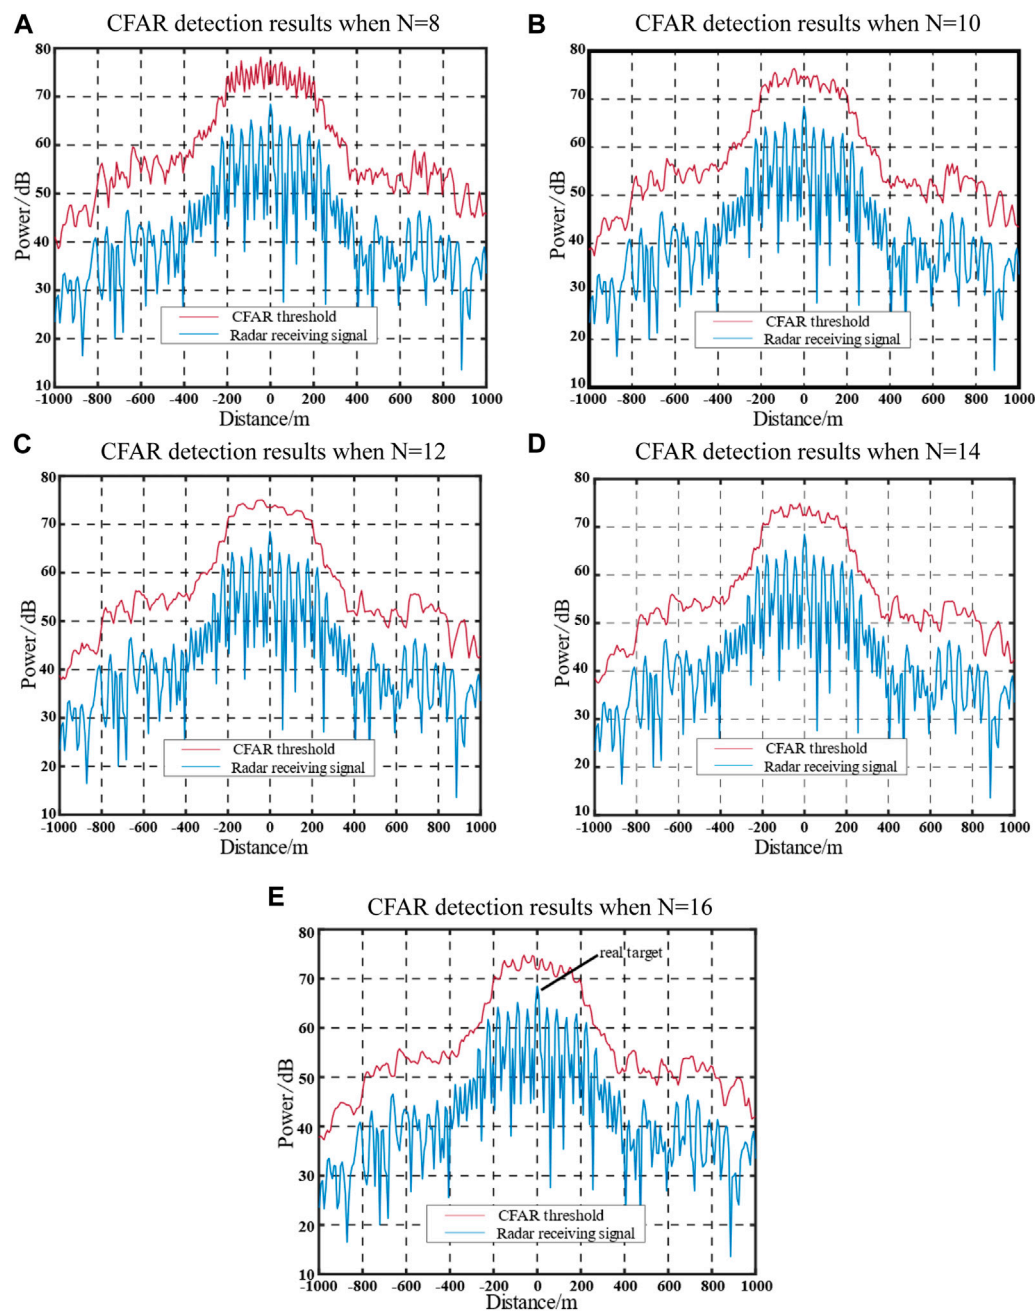 A
CFAR detection results when N=8
80
70
60
50
40
30
20
10
Power/dB
CFAR threshold
Radar receiving signal
-1000 -800 -600 -400 -200 0 200 400 600 800 1000
Distance/m
B
CFAR detection results when N=10
80
70
60
50
40
30
20
10
Power/dB
CFAR threshold
Radar receiving signal
-1000 -800 -600 -400 -200 0 200 400 600 800 1000
Distance/m
C
CFAR detection results when N=12
80
70
60
50
40
30
20
10
Power/dB
CFAR threshold
Radar receiving signal
-1000 -800 -600 -400 -200 0 200 400 600 800 1000
Distance/m
D
CFAR detection results when N=14
80
70
60
50
40
30
20
10
Power/dB
CFAR threshold
Radar receiving signal
-1000 -800 -600 -400 -200 0 200 400 600 800 1000
Distance/m
E
CFAR detection results when N=16
80
70
60
50
40
30
20
10
Power/dB
real target
CFAR threshold
Radar receiving signal
-1000 -800 -600 -400 -200 0 200 400 600 800 1000
Distance/m